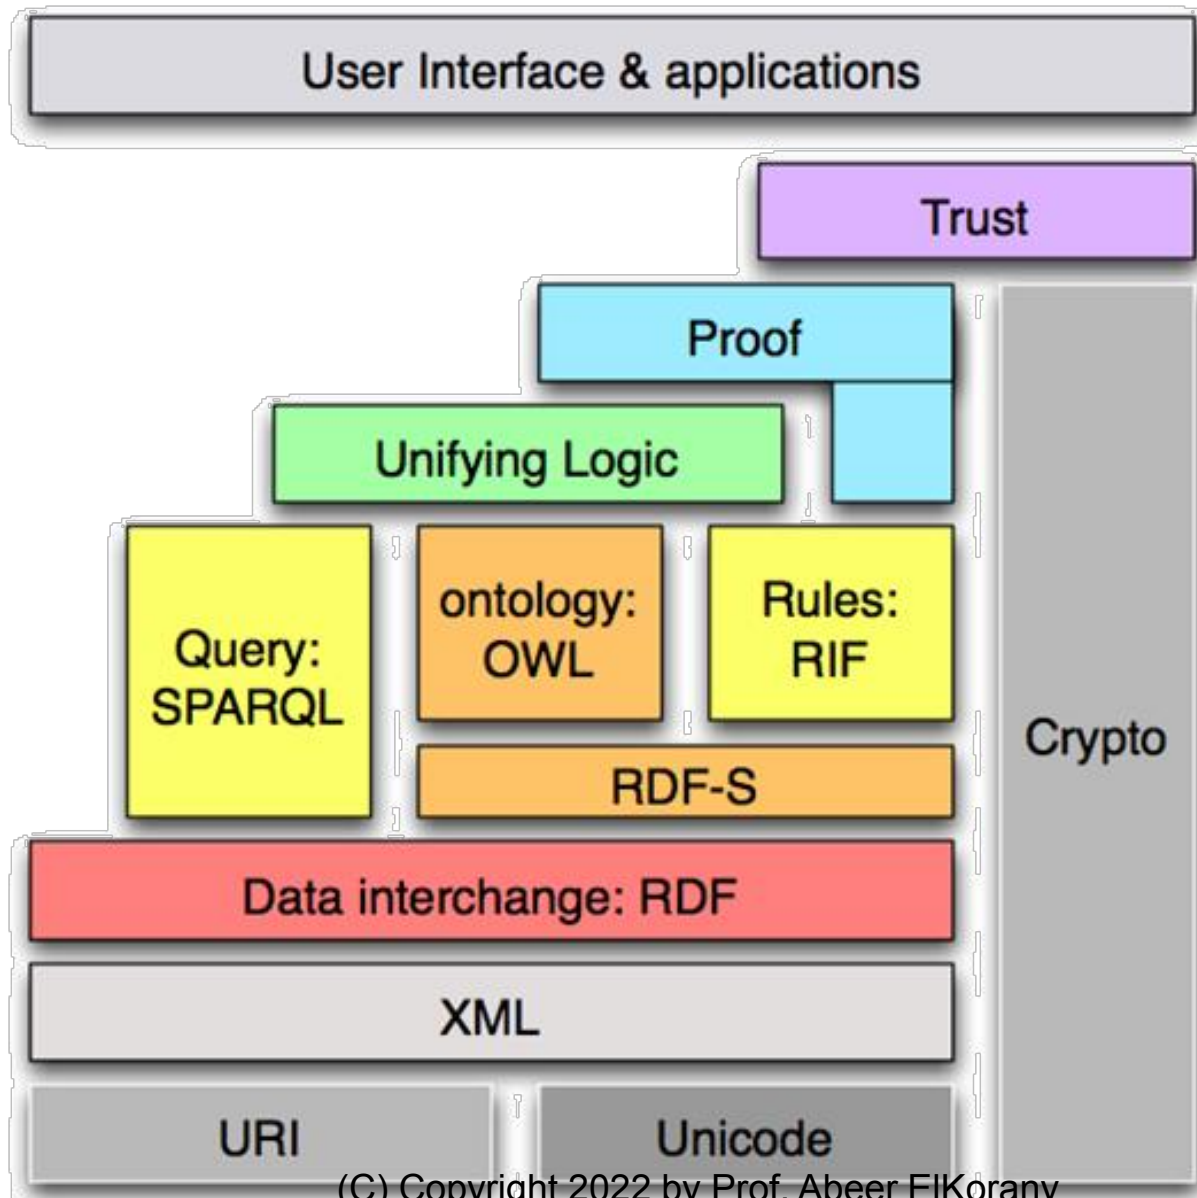 User Interface & applications
Trust
Proof
Unifying Logic
ontology:
OWL
Rules:
RIF
Query:
SPARQL
Crypto
RDF-S
Data interchange: RDF
XML
URI
Unicode
(C) Copyright 2022 by Prof. Abeer ElKorany